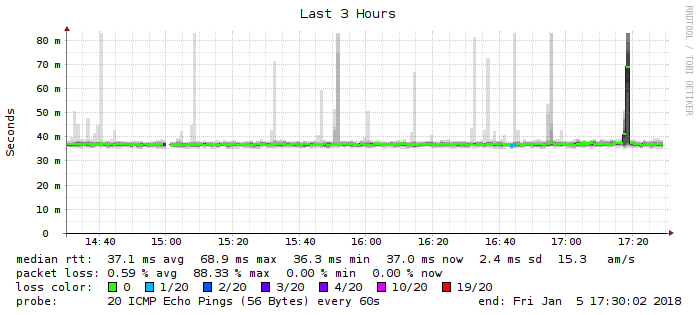 Last 3 Hours
RRDTOOL / TOBI OETIKER
Seconds
80 m
70 m
60 m
50 m
40 m
30 m
20 m
10 m
0
14:40 15:00 15:20 15:40 16:00 16:20 16:40 17:00 17:20
median rtt: 37.1 ms avg 68.9 ms max 36.3 ms min 37.0 ms now 2.4 ms sd 15.3 am/s
packet loss: 0.59 % avg 88.33 % max 0.00 % min 0.00 % now
loss color: 0 1/20 2/20 3/20 4/20 10/20 19/20
probe: 20 ICMP Echo Pings (56 Bytes) every 60s end: Fri Jan 5 17:30:02 2018